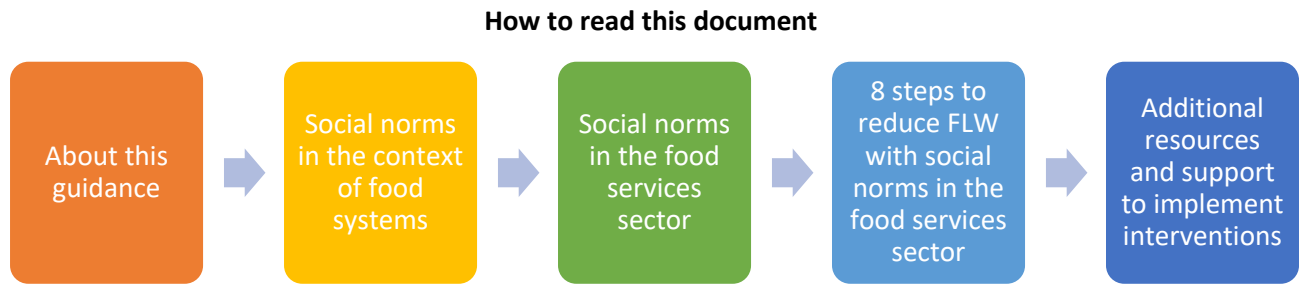 How to read this document
About this
guidance
Social norms
in the context
of food
systems
Social norms
in the food
services
sector
8 steps to
reduce FLW
with social
norms in the
food services
sector
Additional
resources
and support
to implement
interventions